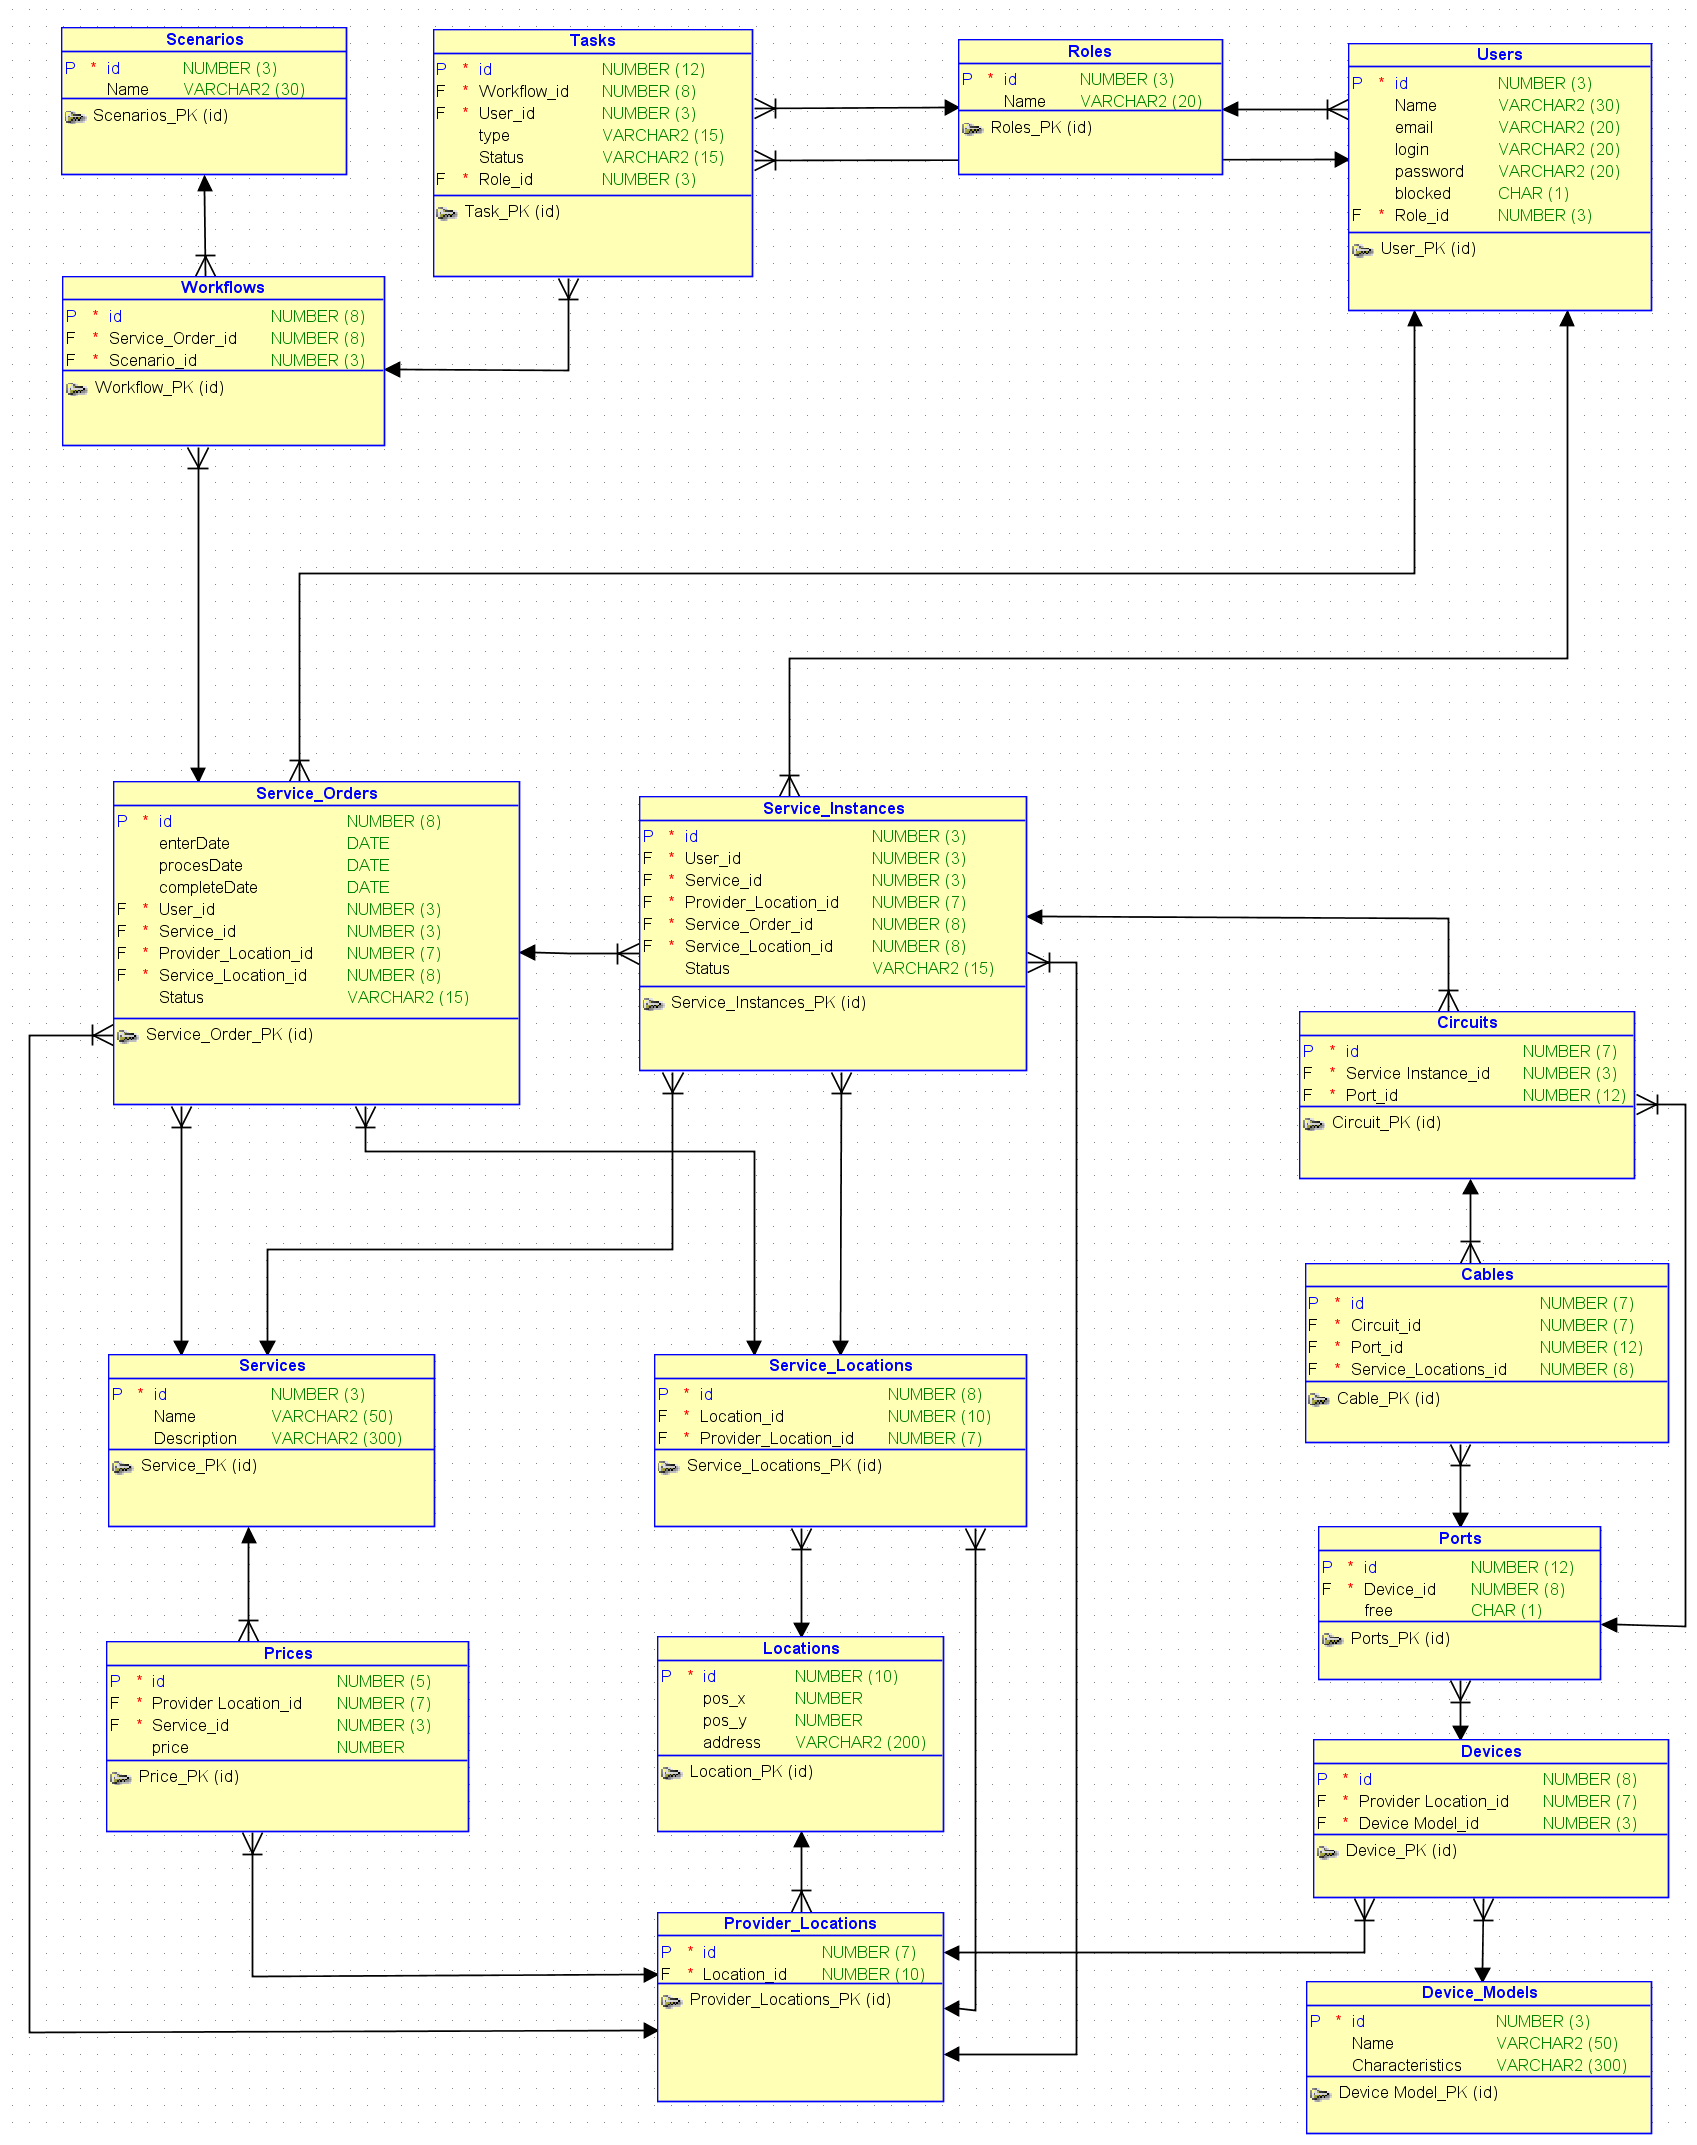 Scenarios
P * id NUMBER (3)
Name VARCHAR2 (30)
Scenarios_PK (id)
Tasks
P * id NUMBER (12)
F * Workflow_id NUMBER (8)
F * User_id NUMBER (3)
type VARCHAR2 (15)
Status VARCHAR2 (15)
F * Role_id NUMBER (3)
Task_PK (id)
Roles
P * id NUMBER (3)
Name VARCHAR2 (20)
Roles_PK (id)
Users
P * id NUMBER (3)
Name VARCHAR2 (30)
email VARCHAR2 (20)
login VARCHAR2 (20)
password VARCHAR2 (20)
blocked CHAR (1)
F * Role_id NUMBER (3)
User_PK (id)
Workflows
P * id NUMBER (8)
F * Service_Order_id NUMBER (8)
F * Scenario_id NUMBER (3)
Workflow_PK (id)
Service_Orders
P * id NUMBER (8)
enterDate DATE
procesDate DATE
completeDate DATE
F * User_id NUMBER (3)
F * Service_id NUMBER (3)
F * Provider_Location_id NUMBER (7)
F * Service_Location_id NUMBER (8)
Status VARCHAR2 (15)
Service_Order_PK (id)
Service_Instances
P * id NUMBER (3)
F * User_id NUMBER (3)
F * Service_id NUMBER (3)
F * Provider_Location_id NUMBER (7)
F * Service_Order_id NUMBER (8)
F * Service_Location_id NUMBER (8)
Status VARCHAR2 (15)
Service_Instances_PK (id)
Circuits
P * id NUMBER (7)
F * Service Instance_id NUMBER (3)
F * Port_id NUMBER (12)
Circuit_PK (id)
Cables
P * id NUMBER (7)
F * Circuit_id NUMBER (7)
F * Port_id NUMBER (12)
F * Service_Locations_id NUMBER (8)
Cable_PK (id)
Services
P * id NUMBER (3)
Name VARCHAR2 (50)
Description VARCHAR2 (300)
Service_PK (id)
Service_Locations
P * id NUMBER (8)
F * Location_id NUMBER (10)
F * Provider_Location_id NUMBER (7)
Service_Locations_PK (id)
Ports
P * id NUMBER (12)
F * Device_id NUMBER (8)
free CHAR (1)
Ports_PK (id)
Prices
P * id NUMBER (5)
F * Provider Location_id NUMBER (7)
F * Service_id NUMBER (3)
price NUMBER
Price_PK (id)
Locations
P * id NUMBER (10)
pos_x NUMBER
pos_y NUMBER
address VARCHAR2 (200)
Location_PK (id)
Devices
P * id NUMBER (8)
F * Provider Location_id NUMBER (7)
F * Device Model_id NUMBER (3)
Device_PK (id)
Provider_Locations
P * id NUMBER (7)
F * Location_id NUMBER (10)
Provider_Locations_PK (id)
Device_Models
P * id NUMBER (3)
Name VARCHAR2 (50)
Characteristics VARCHAR2 (300)
Device Model_PK (id)